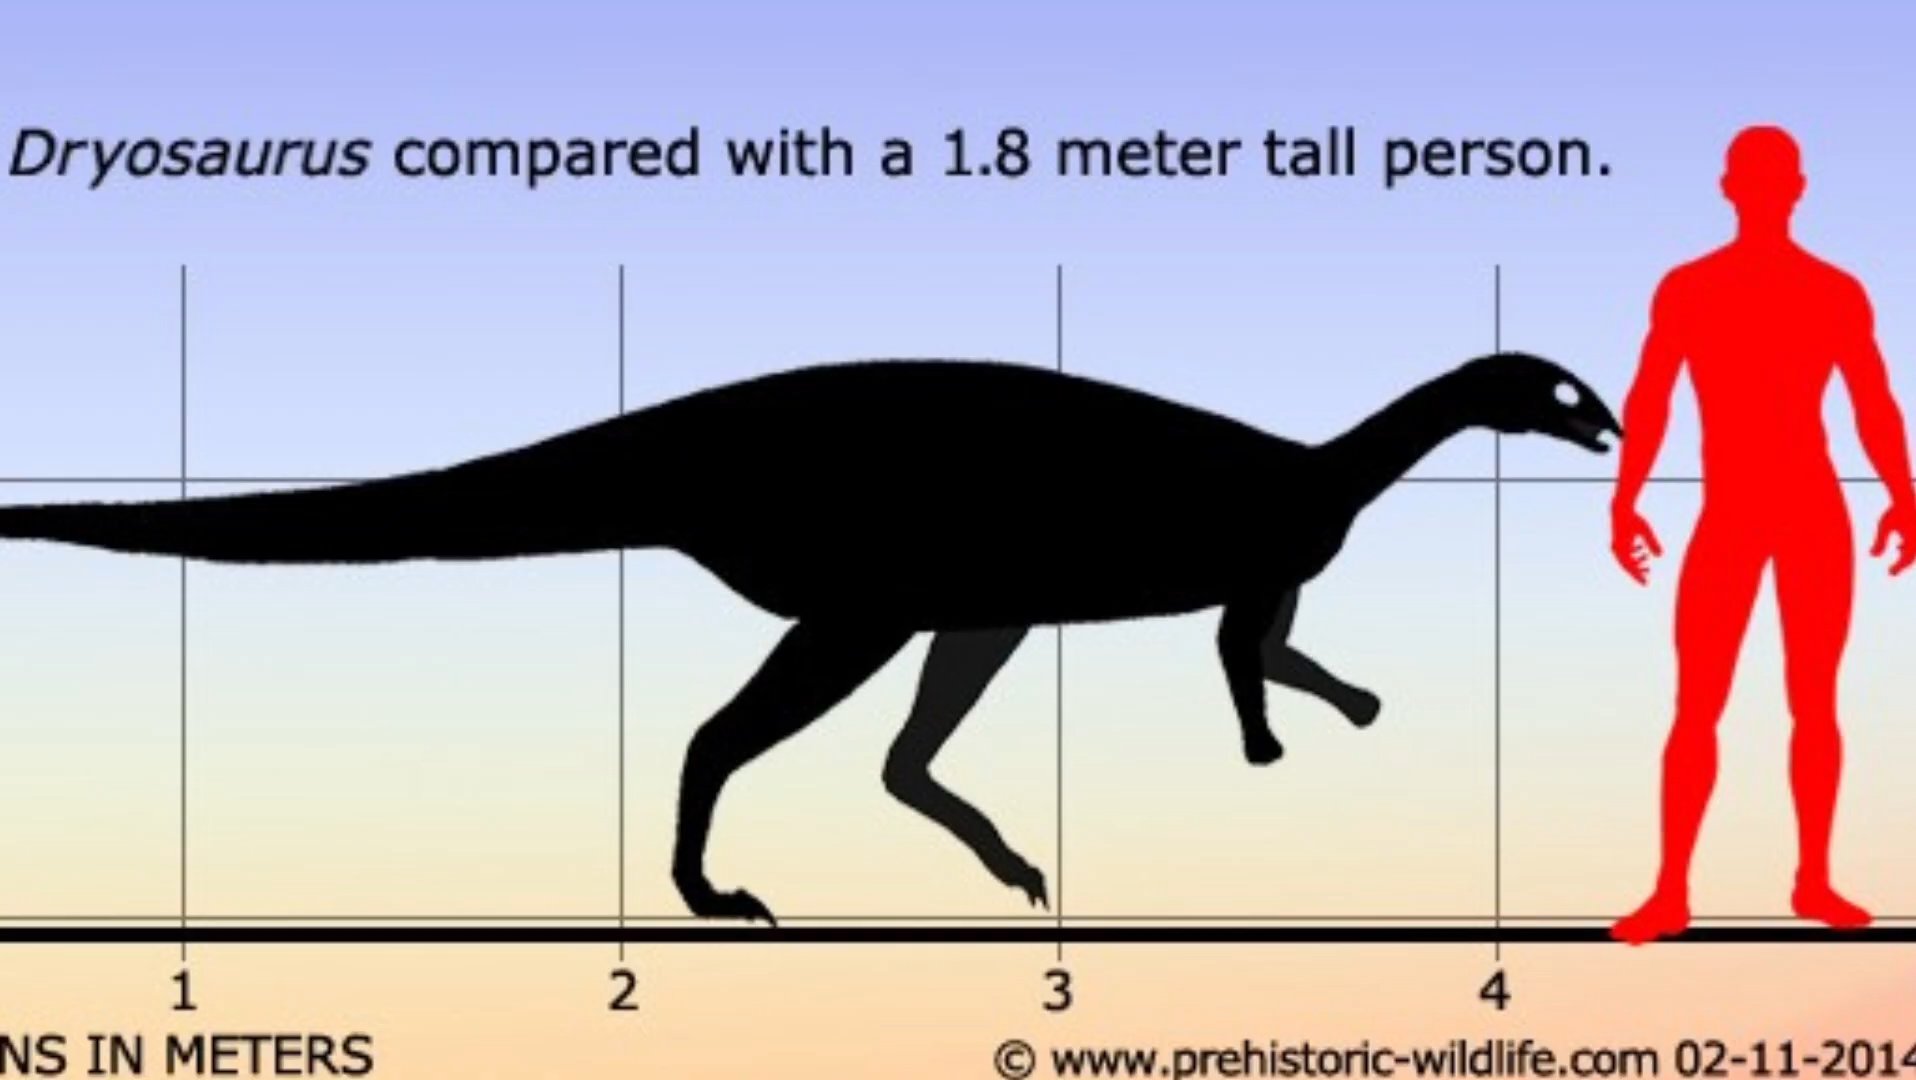 Dryosaurus compared with a 1.8 meter tall person.
1 2 3 4
NS IN METERS
© www.prehistoric-wildlife.com 02-11-2014